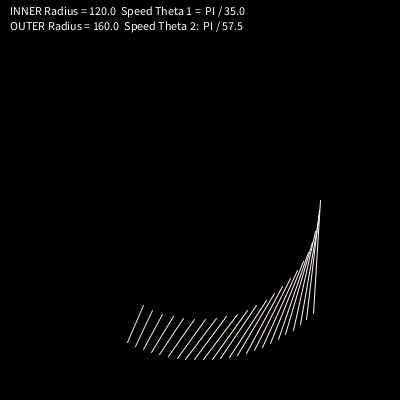 INNER Radius = 120.0  Speed Theta 1 =  PI / 35.0
OUTER Radius = 160.0  Speed Theta 2:  PI / 57.5